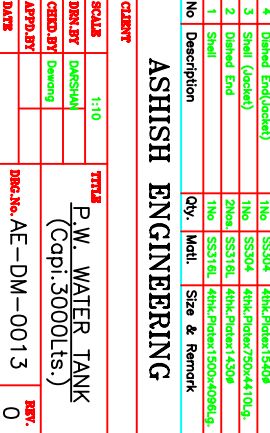 4 Dished End(Jacket) 1No SS304 4thk.Platex1540ø
3 Shell (Jacket) 1No SS304 4thk.Platex750x4410Lg.
2 Dished End 2Nos. SS316L 4thk.Platex1430ø
1 Shell 1No SS316L 4thk.Platex1500x4096Lg.
No Description Qty. Matl. Size & Remark
ASHISH ENGINEERING
CLIENT
SCALE 1:10
DRN.BY DARSHAN
CHKD.BY Dewang
APPD.BY
DATE
TITLE
P.W. WATER TANK
(Capi.3000Lts.)
DRG.No. AE-DM-0013
REV.
0